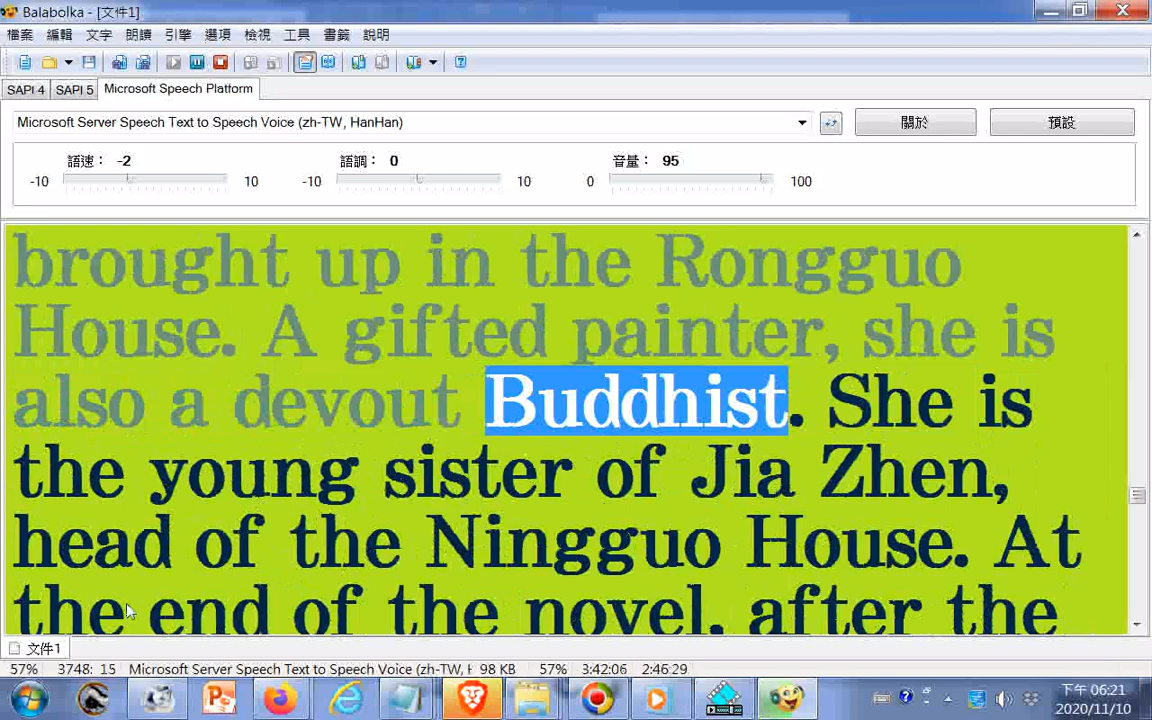 Balabolka - [文件1]
檔案 編輯 文字 朗讀 引擎 選項 檢視 工具 書籤 說明
SAPI 4 SAPI 5 Microsoft Speech Platform
Microsoft Server Speech Text to Speech Voice (zh-TW, HanHan) 關於 預設
語速： -2 語調： 0 音量： 95
-10 10 -10 10 0 100
brought up in the Rongguo
House. A gifted painter, she is
also a devout Buddhist. She is
the young sister of Jia Zhen,
head of the Ningguo House. At
the end of the novel, after the
文件1
57% 3748: 15 Microsoft Server Speech Text to Speech Voice (zh-TW, 98 KB 57% 3:42:06 2:46:29
下午 06:21
2020/11/10